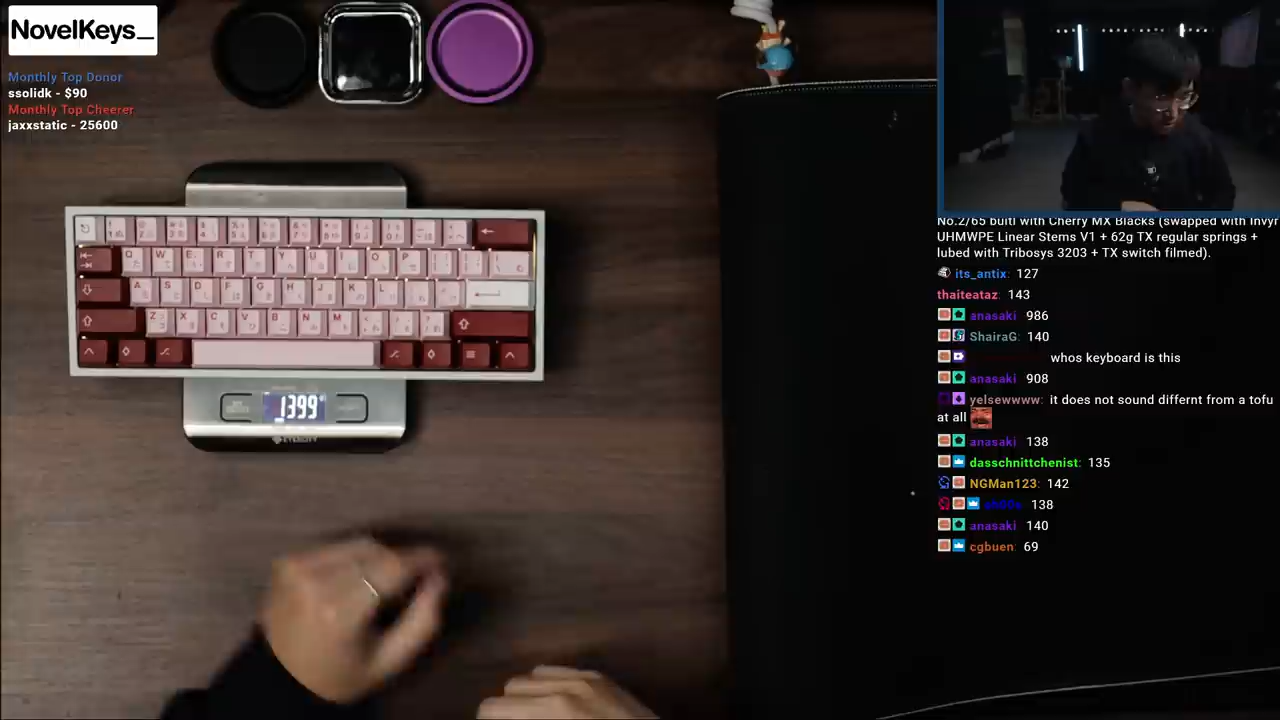 NovelKeys_
Monthly Top Donor
ssolidk - $90
Monthly Top Cheerer
jaxxstatic - 25600
No.2/65 buitl with Cherry MX Blacks (swapped with Invyr
UHMWPE Linear Stems V1 + 62g TX regular springs +
lubed with Tribosys 3203 + TX switch filmed).
its_antix: 127
thaiteataz: 143
anasaki: 986
ShairaG: 140
whos keyboard is this
anasaki: 908
yelsewwww: it does not sound differnt from a tofu
at all
anasaki: 138
dasschnittchenist: 135
NGMan123: 142
138
anasaki: 140
cgbuen: 69
Q W E R T Y U I O P
A S D F G H J K L
Z X C V B N M
1399